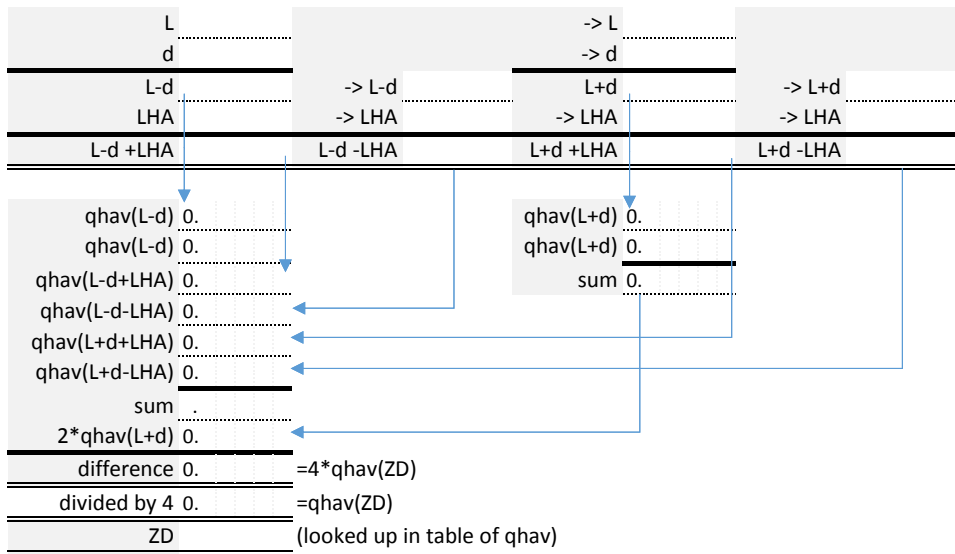 L -> L
d -> d
L-d -> L-d L+d -> L+d
LHA -> LHA -> LHA -> LHA
L-d +LHA L-d -LHA L+d +LHA L+d -LHA
qhav(L-d) 0. qhav(L+d) 0.
qhav(L-d) 0. qhav(L+d) 0.
qhav(L-d+LHA) 0. sum 0.
qhav(L-d-LHA) 0.
qhav(L+d+LHA) 0.
qhav(L+d-LHA) 0.
sum .
2*qhav(L+d) 0.
difference 0. =4*qhav(ZD)
divided by 4 0. =qhav(ZD)
ZD (looked up in table of qhav)